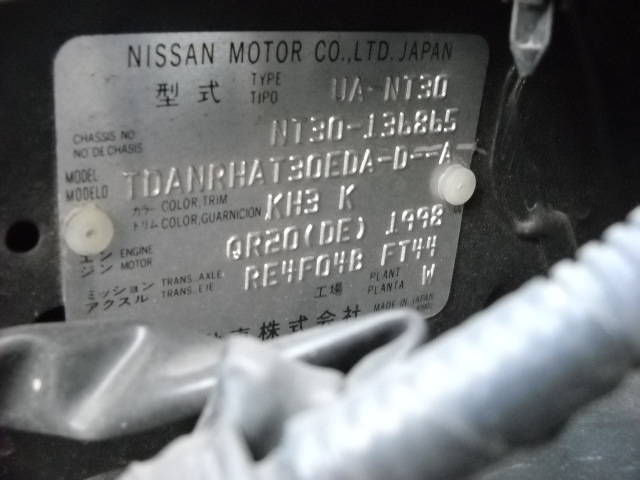 NISSAN MOTOR CO.,LTD. JAPAN
型式 TYPE TIPO UA-NT30
CHASSIS NO NO.DE CHASIS NT30-136865
MODEL MODELO TDANRHAT30EDA-D--A-
カラー COLOR,TRIM トリム COLOR,GUARNICION KH3 K
エン ENGINE ジン MOTOR QR20(DE) 1998
ミッション TRANS.,AXLE アクスル TRANS.,EJE RE4F04B FT44
工場 PLANT PLANTA W
車株式会社 MADE IN JAPAN